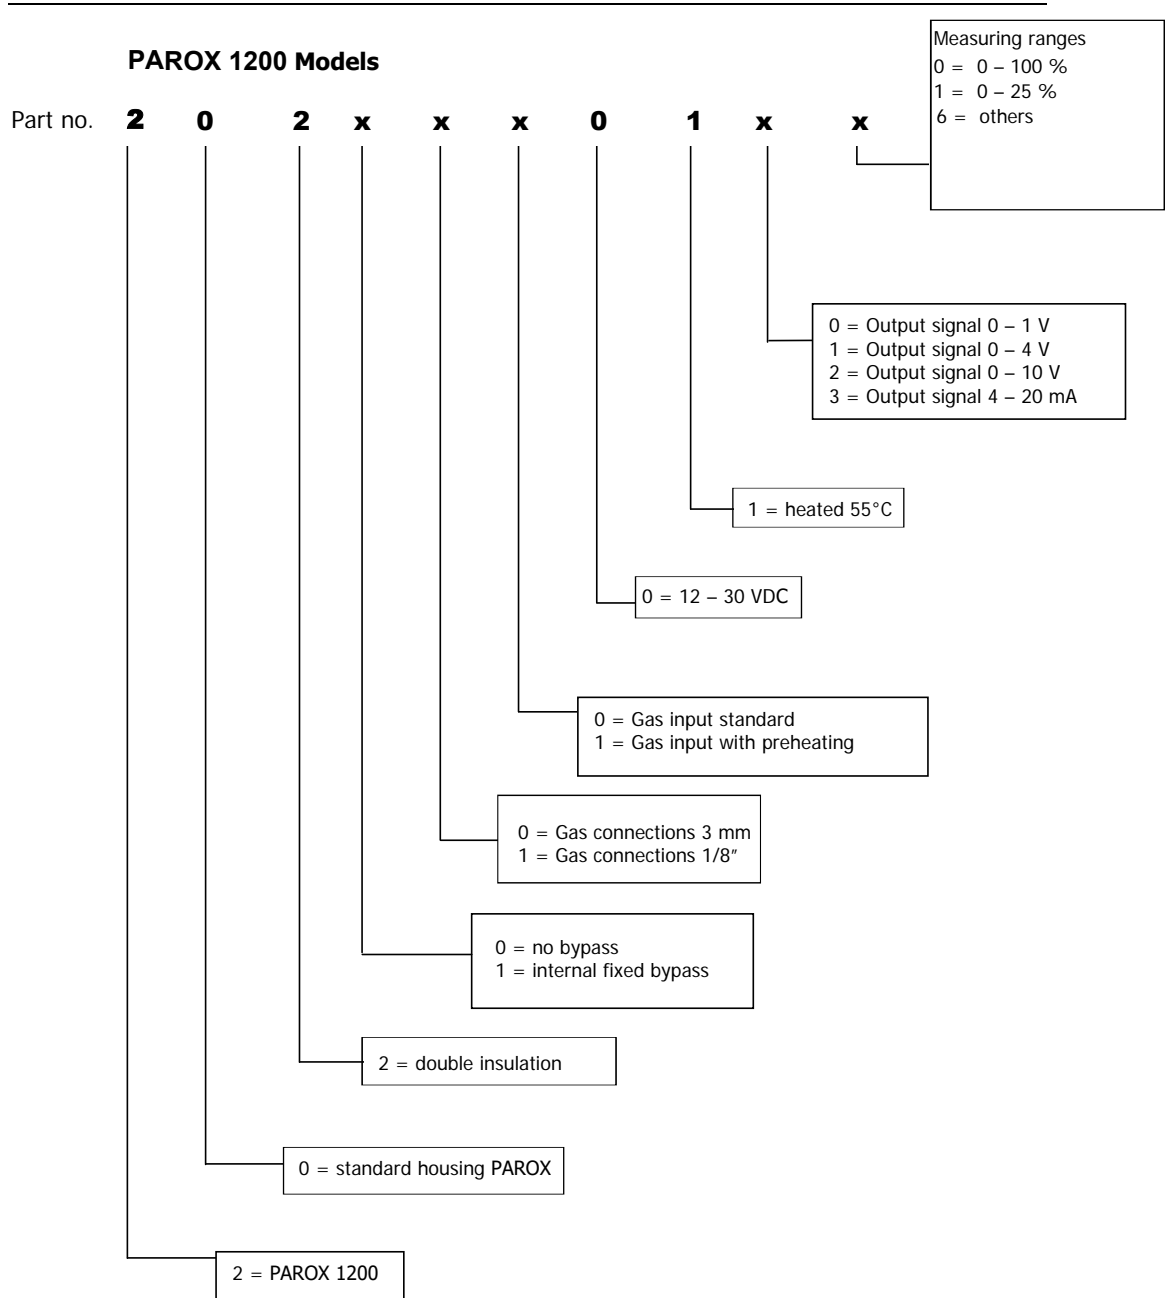 PAROX 1200 Models
Measuring ranges
0 = 0 – 100 %
1 = 0 – 25 %
6 = others
Part no. 2 0 2 x x x 0 1 x x
0 = Output signal 0 – 1 V
1 = Output signal 0 – 4 V
2 = Output signal 0 – 10 V
3 = Output signal 4 – 20 mA
1 = heated 55°C
0 = 12 – 30 VDC
0 = Gas input standard
1 = Gas input with preheating
0 = Gas connections 3 mm
1 = Gas connections 1/8″
0 = no bypass
1 = internal fixed bypass
2 = double insulation
0 = standard housing PAROX
2 = PAROX 1200